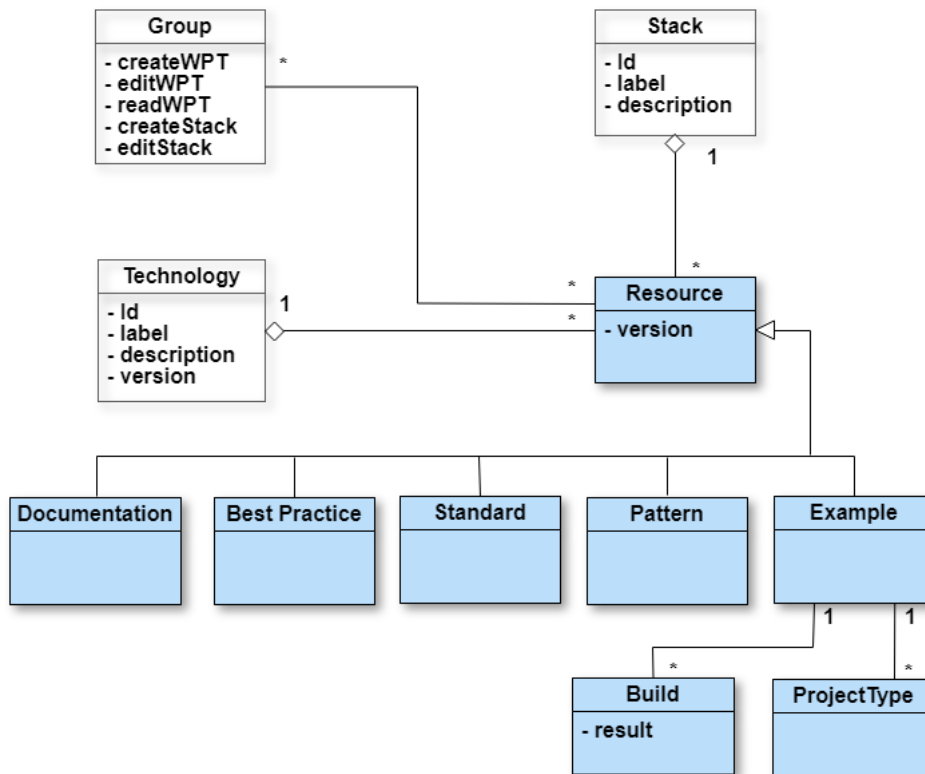 Group
- createWPT
- editWPT
- readWPT
- createStack
- editStack
*
Stack
- Id
- label
- description
1
*
*
Technology
- Id
- label
- description
- version
1
*
Resource
- version
Documentation
Best Practice
Standard
Pattern
Example
1
1
*
*
Build
- result
ProjectType